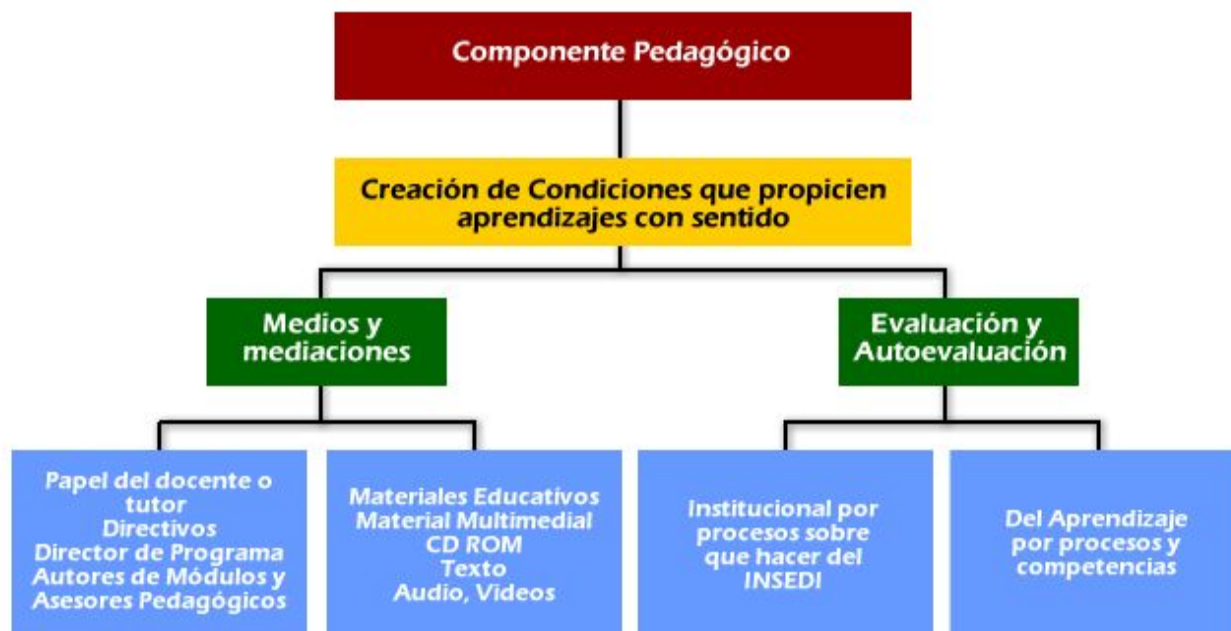 Componente Pedagógico
Creación de Condiciones que propicien
aprendizajes con sentido
Medios y
mediaciones
Evaluación y
Autoevaluación
Papel del docente o
tutor
Directivos
Director de Programa
Autores de Módulos y
Asesores Pedagógicos
Materiales Educativos
Material Multimedial
CD ROM
Texto
Audio, Videos
Institucional por
procesos sobre
que hacer del
INSEDI
Del Aprendizaje
por procesos y
competencias